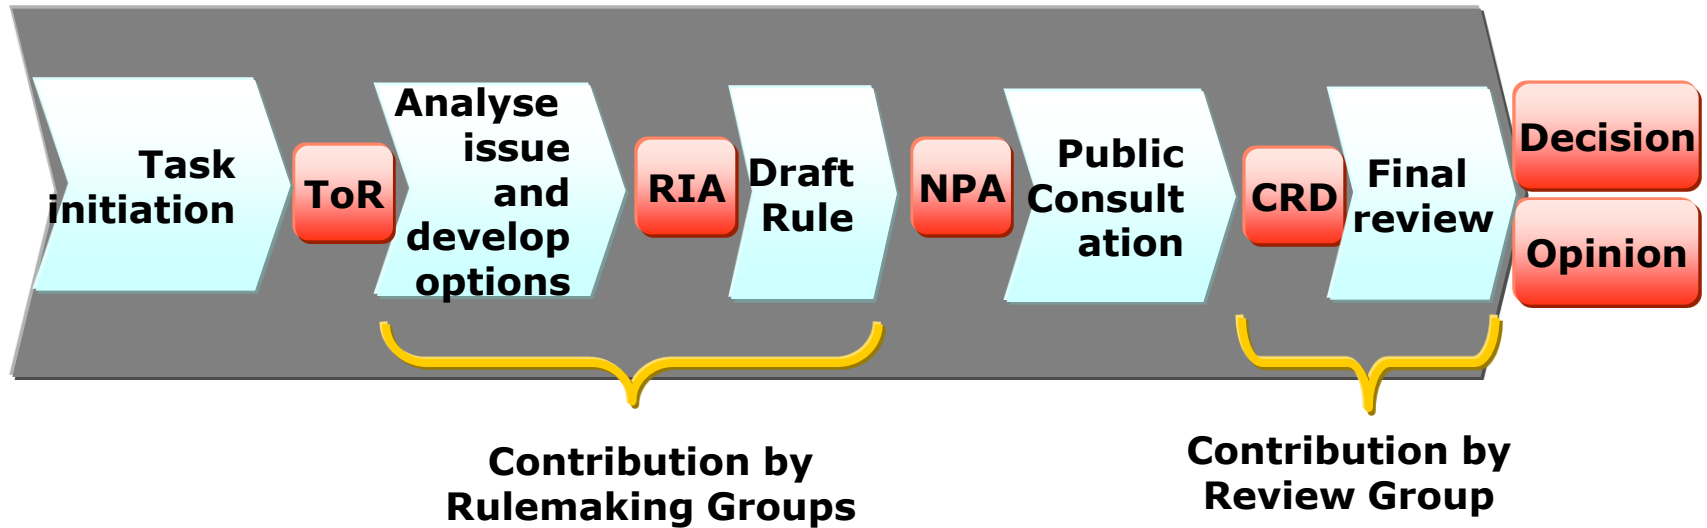 Task
initiation
ToR
Analyse
issue
and
develop
options
RIA
Draft
Rule
NPA
Public
Consult
ation
CRD
Final
review
Decision
Opinion
Contribution by
Rulemaking Groups
Contribution by
Review Group